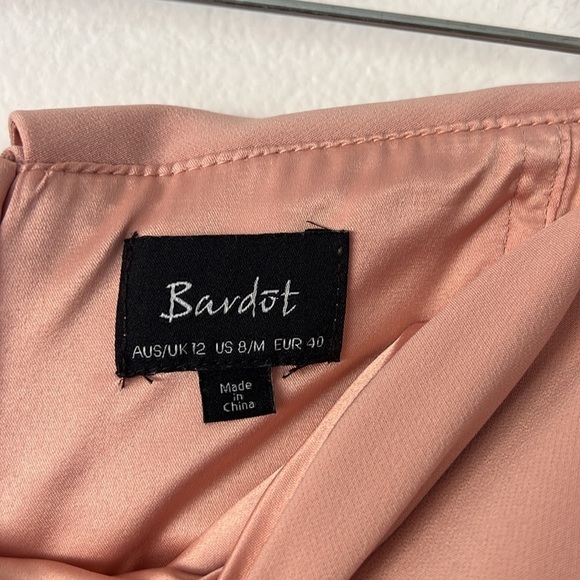 Bardōt
AUS/UK 12 US 8/M EUR 40
Made
in
China